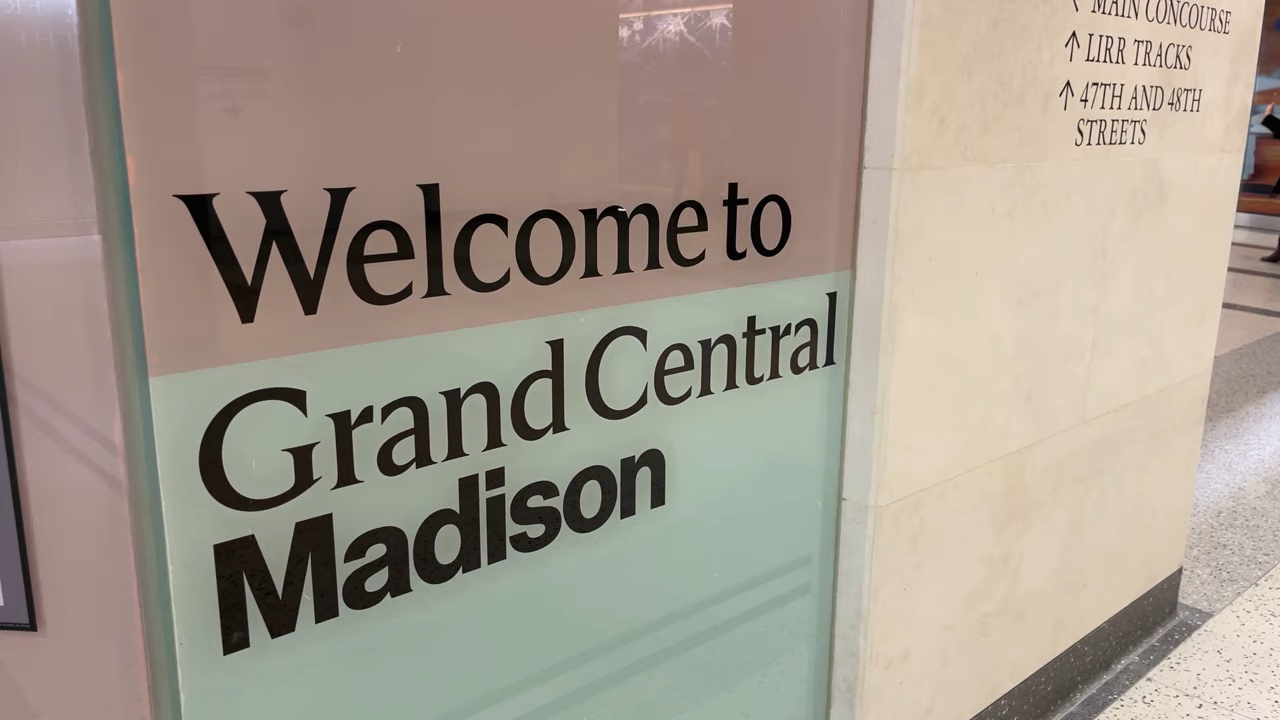 Welcome to
Grand Central
Madison
↖ MAIN CONCOURSE
↑ LIRR TRACKS
↑ 47TH AND 48TH
STREETS